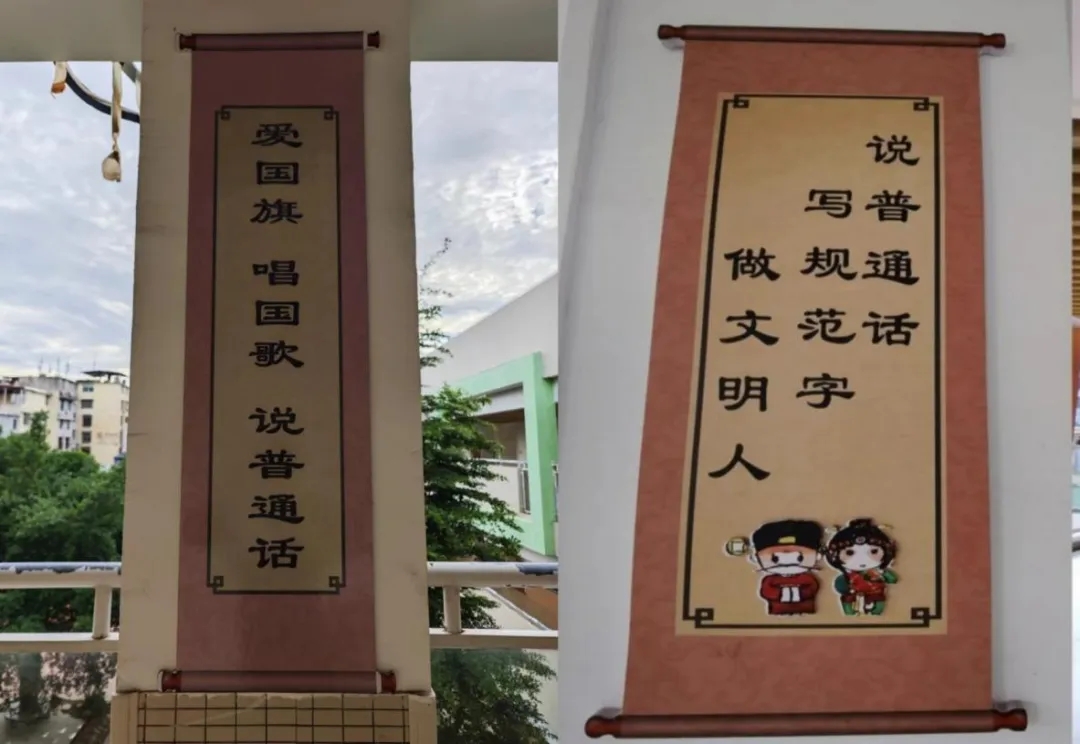 爱国旗 唱国歌 说普通话
说普通话
写规范字
做文明人